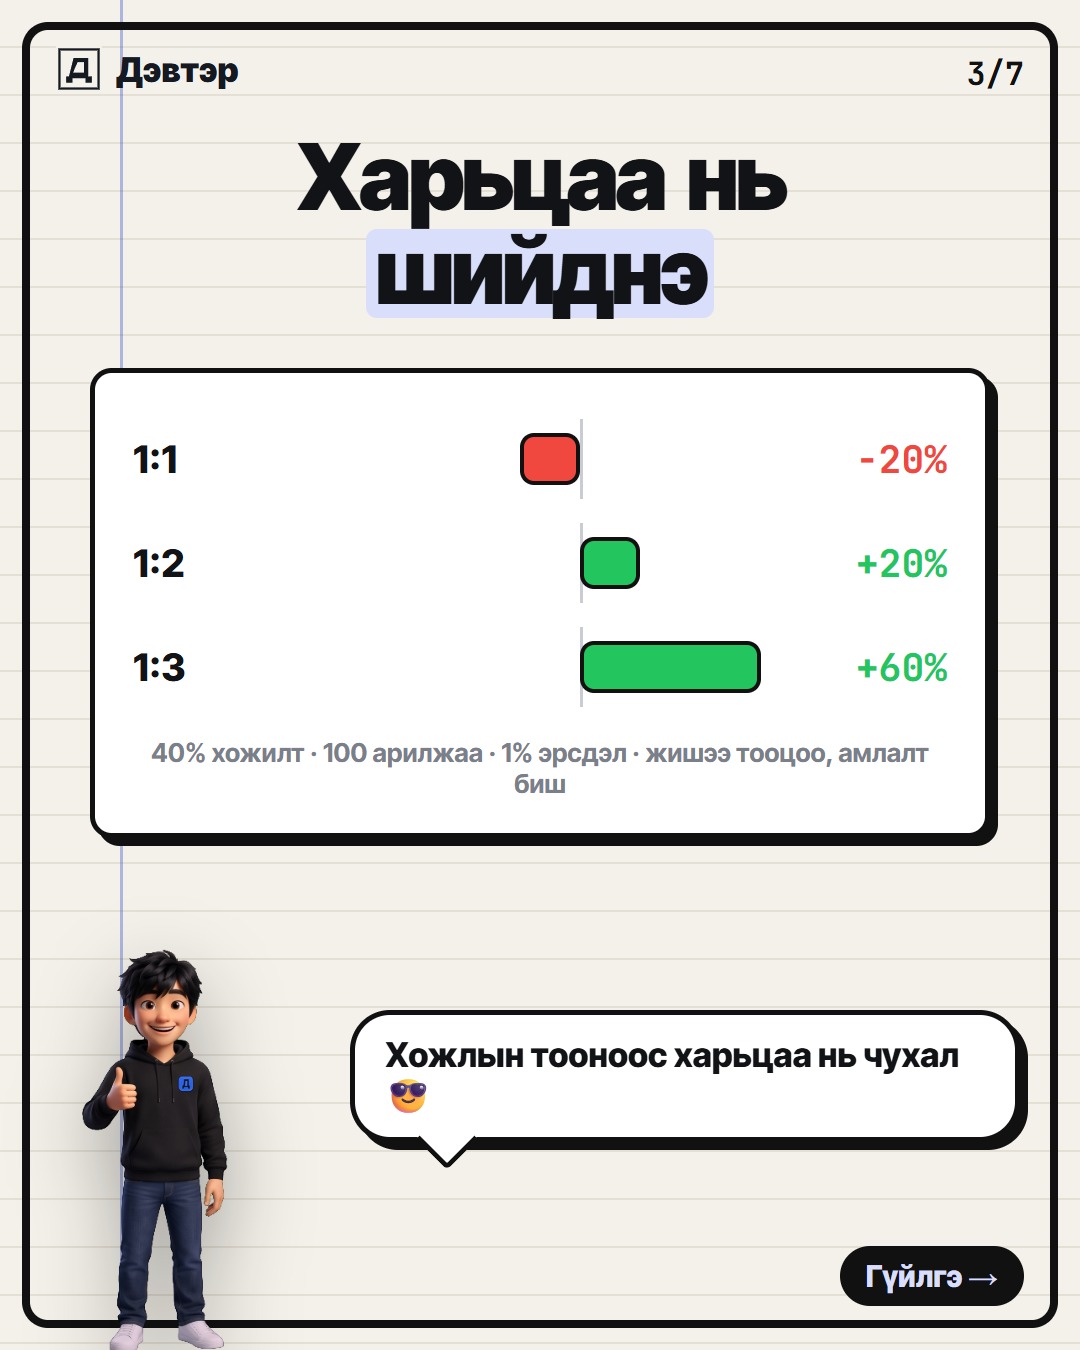 Д Дэвтэр
3/7
Харьцаа нь
шийднэ
1:1 -20%
1:2 +20%
1:3 +60%
40% хожилт · 100 арилжаа · 1% эрсдэл · жишээ тооцоо, амлалт
биш
Д
Хожлын тооноос харьцаа нь чухал
😎
Гүйлгэ →